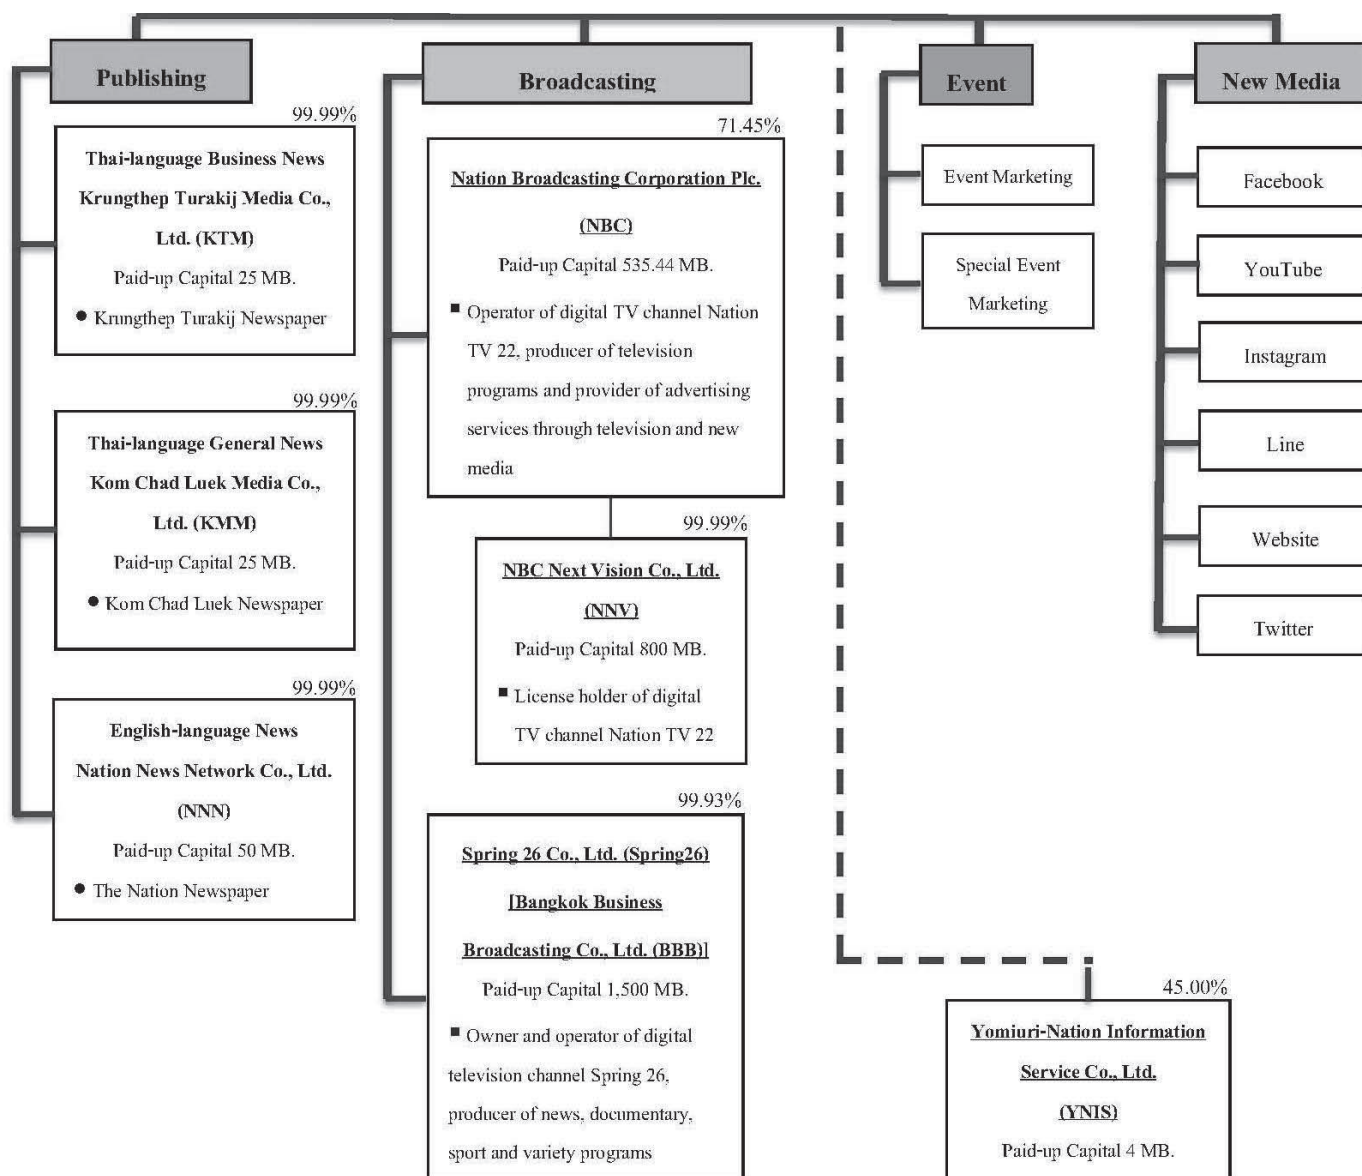 Publishing
99.99%
Thai-language Business News
Krungthep Turakij Media Co.,
Ltd. (KTM)
Paid-up Capital 25 MB.
● Krungthep Turakij Newspaper
99.99%
Thai-language General News
Kom Chad Luek Media Co.,
Ltd. (KMM)
Paid-up Capital 25 MB.
● Kom Chad Luek Newspaper
99.99%
English-language News
Nation News Network Co., Ltd.
(NNN)
Paid-up Capital 50 MB.
● The Nation Newspaper
Broadcasting
71.45%
Nation Broadcasting Corporation Plc.
(NBC)
Paid-up Capital 535.44 MB.
■ Operator of digital TV channel Nation
TV 22, producer of television
programs and provider of advertising
services through television and new
media
99.99%
NBC Next Vision Co., Ltd.
(NNV)
Paid-up Capital 800 MB.
■ License holder of digital
TV channel Nation TV 22
99.93%
Spring 26 Co., Ltd. (Spring26)
[Bangkok Business
Broadcasting Co., Ltd. (BBB)]
Paid-up Capital 1,500 MB.
■ Owner and operator of digital
television channel Spring 26,
producer of news, documentary,
sport and variety programs
Event
Event Marketing
Special Event
Marketing
New Media
Facebook
YouTube
Instagram
Line
Website
Twitter
45.00%
Yomiuri-Nation Information
Service Co., Ltd.
(YNIS)
Paid-up Capital 4 MB.